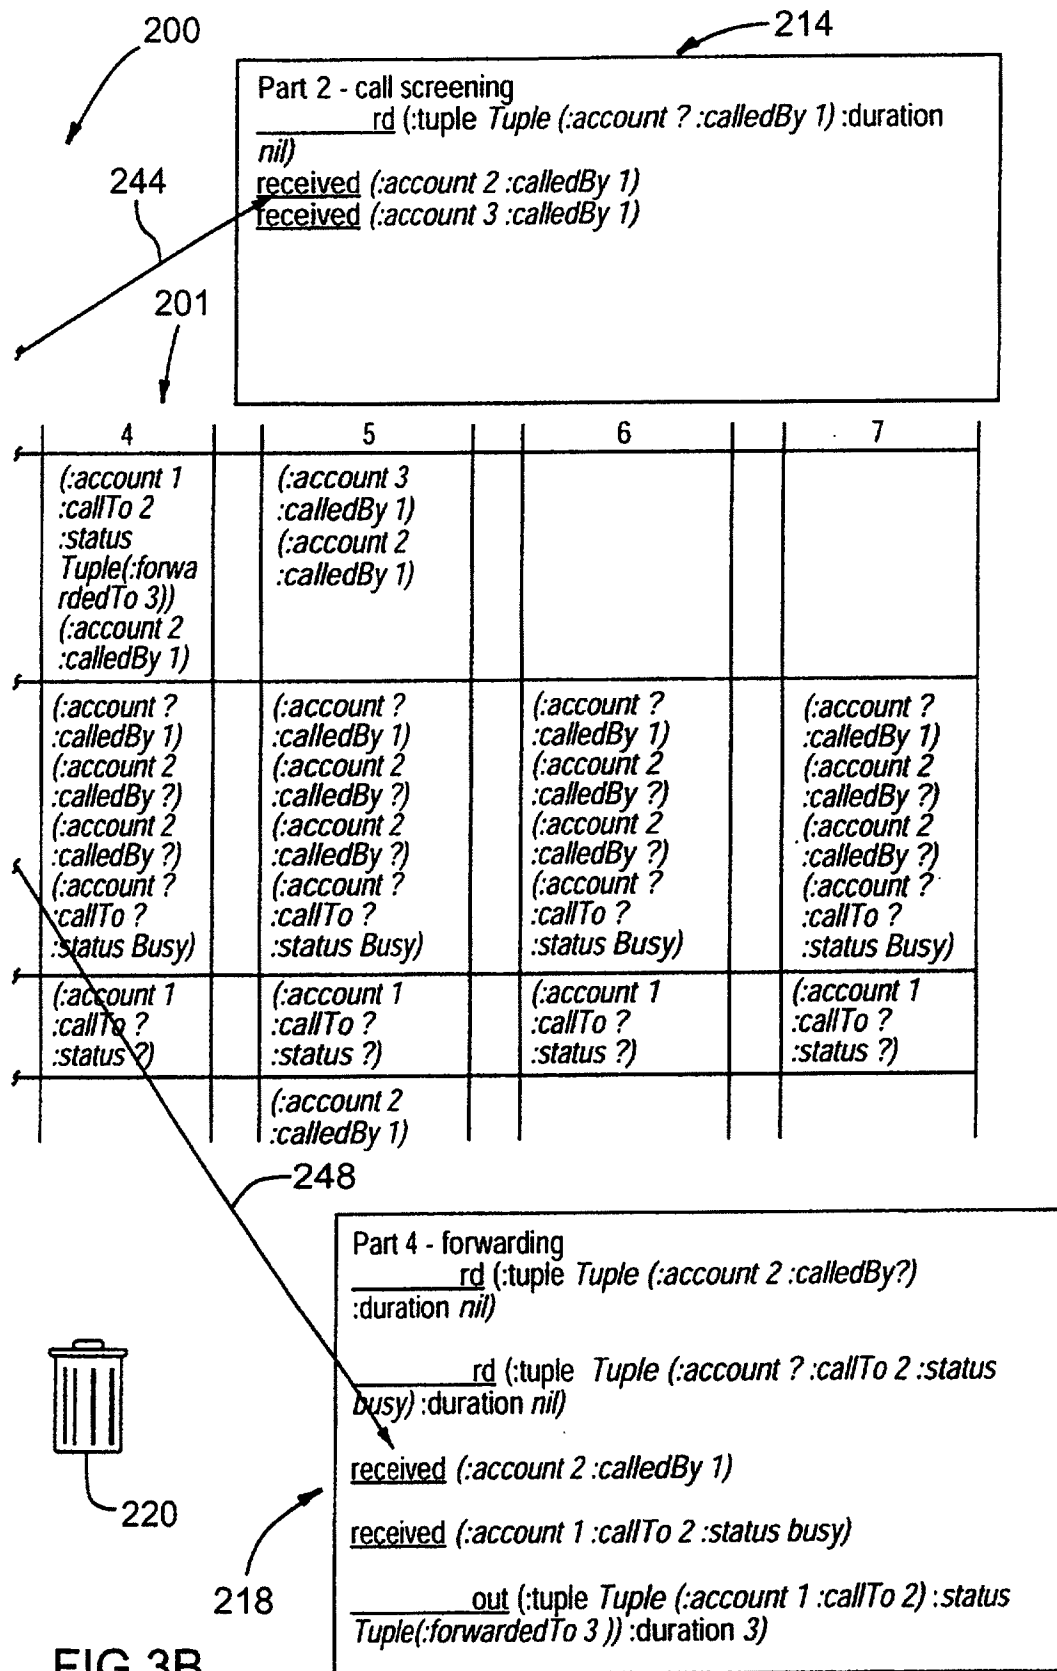 200
214
Part 2 - call screening
rd (:tuple Tuple (:account ? :calledBy 1) :duration
nil)
received (:account 2 :calledBy 1)
received (:account 3 :calledBy 1)
244
201
4
5
6
7
(:account 1
:callTo 2
:status
Tuple(:forwa
rdedTo 3))
(:account 2
:calledBy 1)
(:account 3
:calledBy 1)
(:account 2
:calledBy 1)
(:account ?
:calledBy 1)
(:account 2
:calledBy ?)
(:account 2
:calledBy ?)
(:account ?
:callTo ?
:status Busy)
(:account ?
:calledBy 1)
(:account 2
:calledBy ?)
(:account 2
:calledBy ?)
(:account ?
:callTo ?
:status Busy)
(:account ?
:calledBy 1)
(:account 2
:calledBy ?)
(:account 2
:calledBy ?)
(:account ?
:callTo ?
:status Busy)
(:account ?
:calledBy 1)
(:account 2
:calledBy ?)
(:account 2
:calledBy ?)
(:account ?
:callTo ?
:status Busy)
(:account 1
:callTo ?
:status ?)
(:account 1
:callTo ?
:status ?)
(:account 1
:callTo ?
:status ?)
(:account 1
:callTo ?
:status ?)
(:account 2
:calledBy 1)
248
Part 4 - forwarding
rd (:tuple Tuple (:account 2 :calledBy?)
:duration nil)
rd (:tuple Tuple (:account ? :callTo 2 :status
busy) :duration nil)
received (:account 2 :calledBy 1)
received (:account 1 :callTo 2 :status busy)
out (:tuple Tuple (:account 1 :callTo 2) :status
Tuple(:forwardedTo 3 )) :duration 3)
220
218
FIG 3B